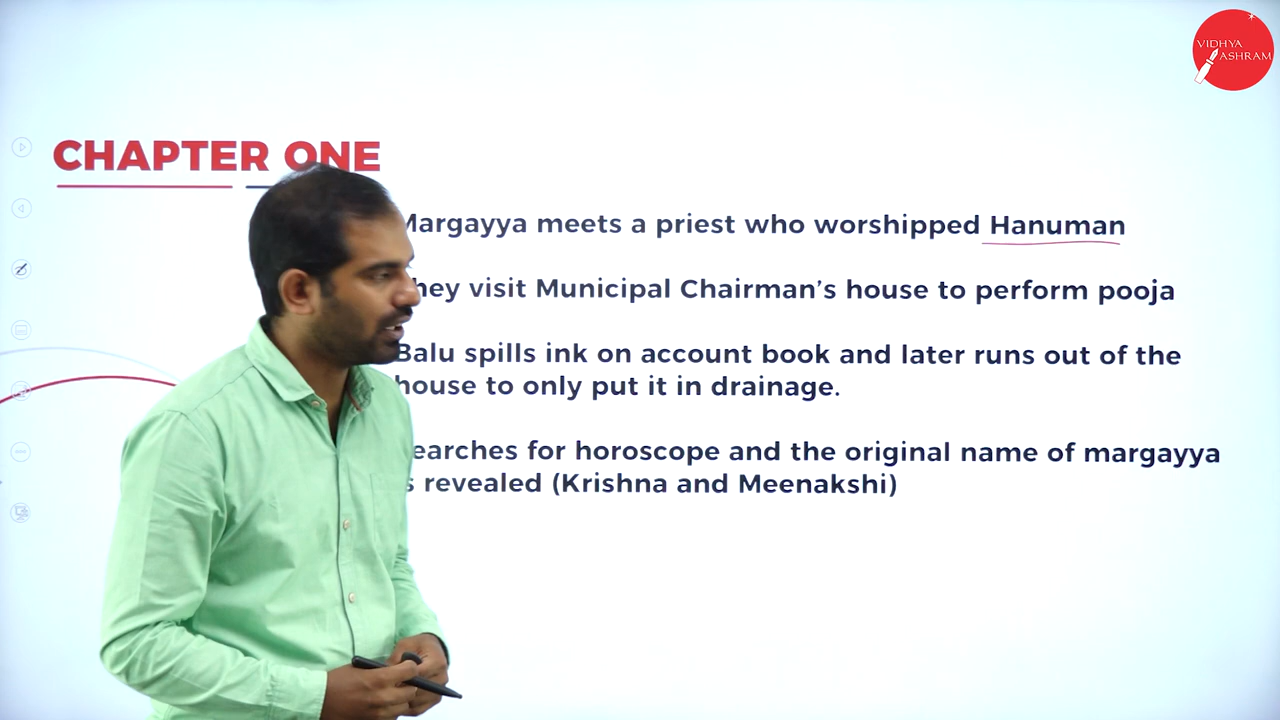 VIDHYA
ASHRAM
CHAPTER ONE
Margayya meets a priest who worshipped Hanuman
hey visit Municipal Chairman's house to perform pooja
Balu spills ink on account book and later runs out of the
house to only put it in drainage.
earches for horoscope and the original name of margayya
s revealed (Krishna and Meenakshi)